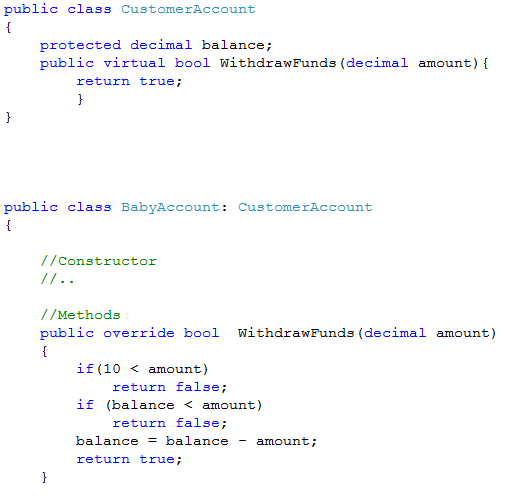 public class CustomerAccount
{
    protected decimal balance;
    public virtual bool WithdrawFunds(decimal amount){
        return true;
        }
}
public class BabyAccount: CustomerAccount
{
    //Constructor
    //..
    //Methods
    public override bool  WithdrawFunds(decimal amount)
    {
        if(10 < amount)
            return false;
        if (balance < amount)
            return false;
        balance = balance - amount;
        return true;
    }